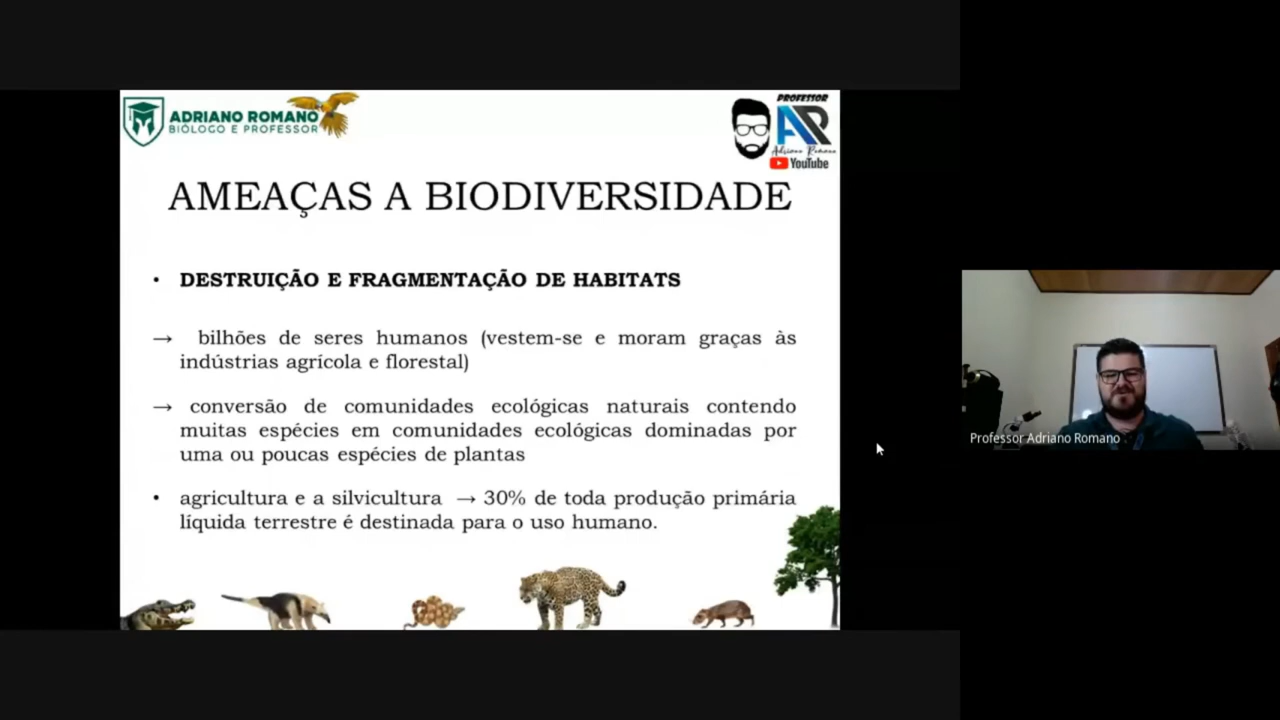 ADRIANO ROMANO
BIÓLOGO E PROFESSOR
PROFESSOR
AR
Adriano Romano
YouTube
AMEAÇAS A BIODIVERSIDADE
• DESTRUIÇÃO E FRAGMENTAÇÃO DE HABITATS
→ bilhões de seres humanos (vestem-se e moram graças às
indústrias agrícola e florestal)
→ conversão de comunidades ecológicas naturais contendo
muitas espécies em comunidades ecológicas dominadas por
uma ou poucas espécies de plantas
• agricultura e a silvicultura → 30% de toda produção primária
líquida terrestre é destinada para o uso humano.
Professor Adriano Romano